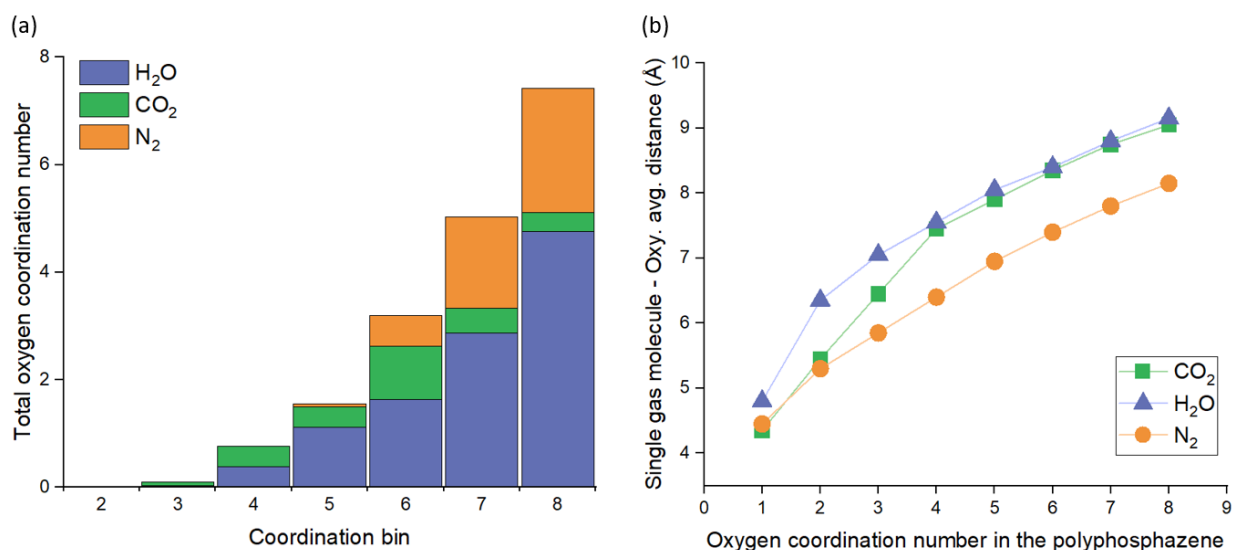 (a)
Total oxygen coordination number
8
6
4
2
0
H₂O
CO₂
N₂
2 3 4 5 6 7 8
Coordination bin
(b)
Single gas molecule - Oxy. avg. distance (Å)
10
9
8
7
6
5
4
CO₂
H₂O
N₂
0 1 2 3 4 5 6 7 8 9
Oxygen coordination number in the polyphosphazene